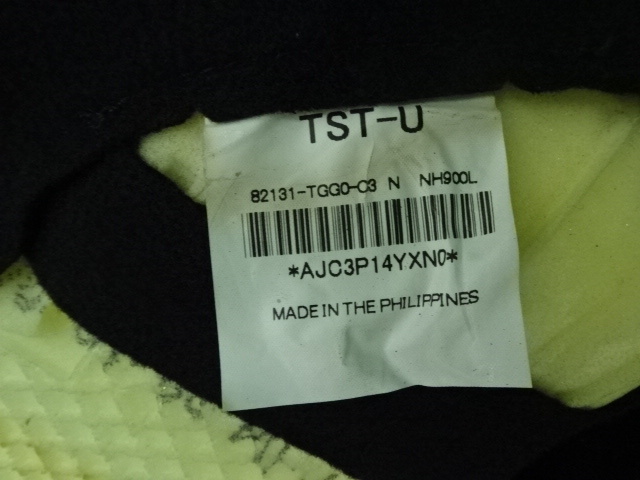 TST-U
82131-TGG0-C3 N NH900L
*AJC3P14YXN0*
MADE IN THE PHILIPPINES